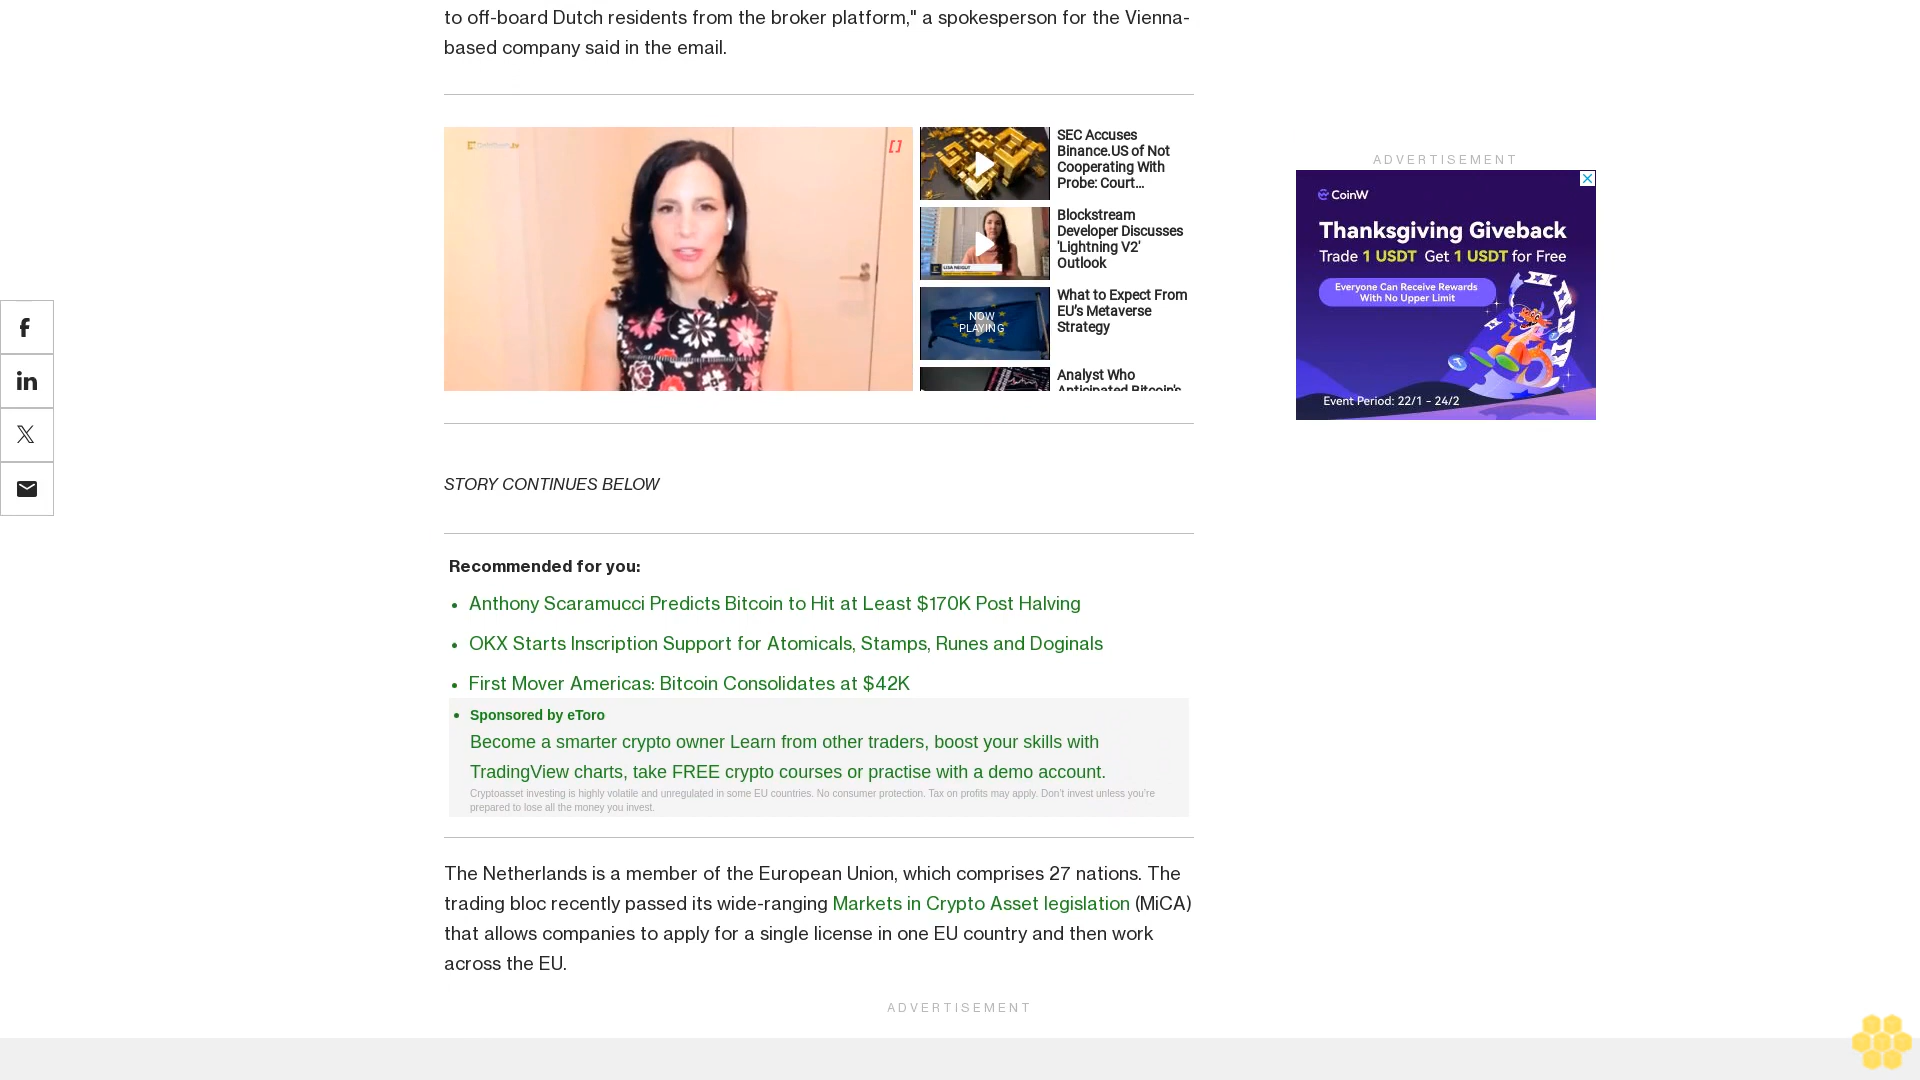 to off-board Dutch residents from the broker platform," a spokesperson for the Vienna-
based company said in the email.
SEC Accuses
Binance.US of Not
Cooperating With
Probe: Court...
Blockstream
Developer Discusses
'Lightning V2'
Outlook
LISA NEIGUT
NOW
PLAYING
What to Expect From
EU's Metaverse
Strategy
Analyst Who
Anticipated Bitcoin's
ADVERTISEMENT
CoinW
Thanksgiving Giveback
Trade 1 USDT Get 1 USDT for Free
Everyone Can Receive Rewards
With No Upper Limit
Event Period: 22/1 - 24/2
STORY CONTINUES BELOW
Recommended for you:
• Anthony Scaramucci Predicts Bitcoin to Hit at Least $170K Post Halving
• OKX Starts Inscription Support for Atomicals, Stamps, Runes and Doginals
• First Mover Americas: Bitcoin Consolidates at $42K
• Sponsored by eToro
Become a smarter crypto owner Learn from other traders, boost your skills with
TradingView charts, take FREE crypto courses or practise with a demo account.
Cryptoasset investing is highly volatile and unregulated in some EU countries. No consumer protection. Tax on profits may apply. Don't invest unless you're
prepared to lose all the money you invest.
The Netherlands is a member of the European Union, which comprises 27 nations. The
trading bloc recently passed its wide-ranging Markets in Crypto Asset legislation (MiCA)
that allows companies to apply for a single license in one EU country and then work
across the EU.
ADVERTISEMENT